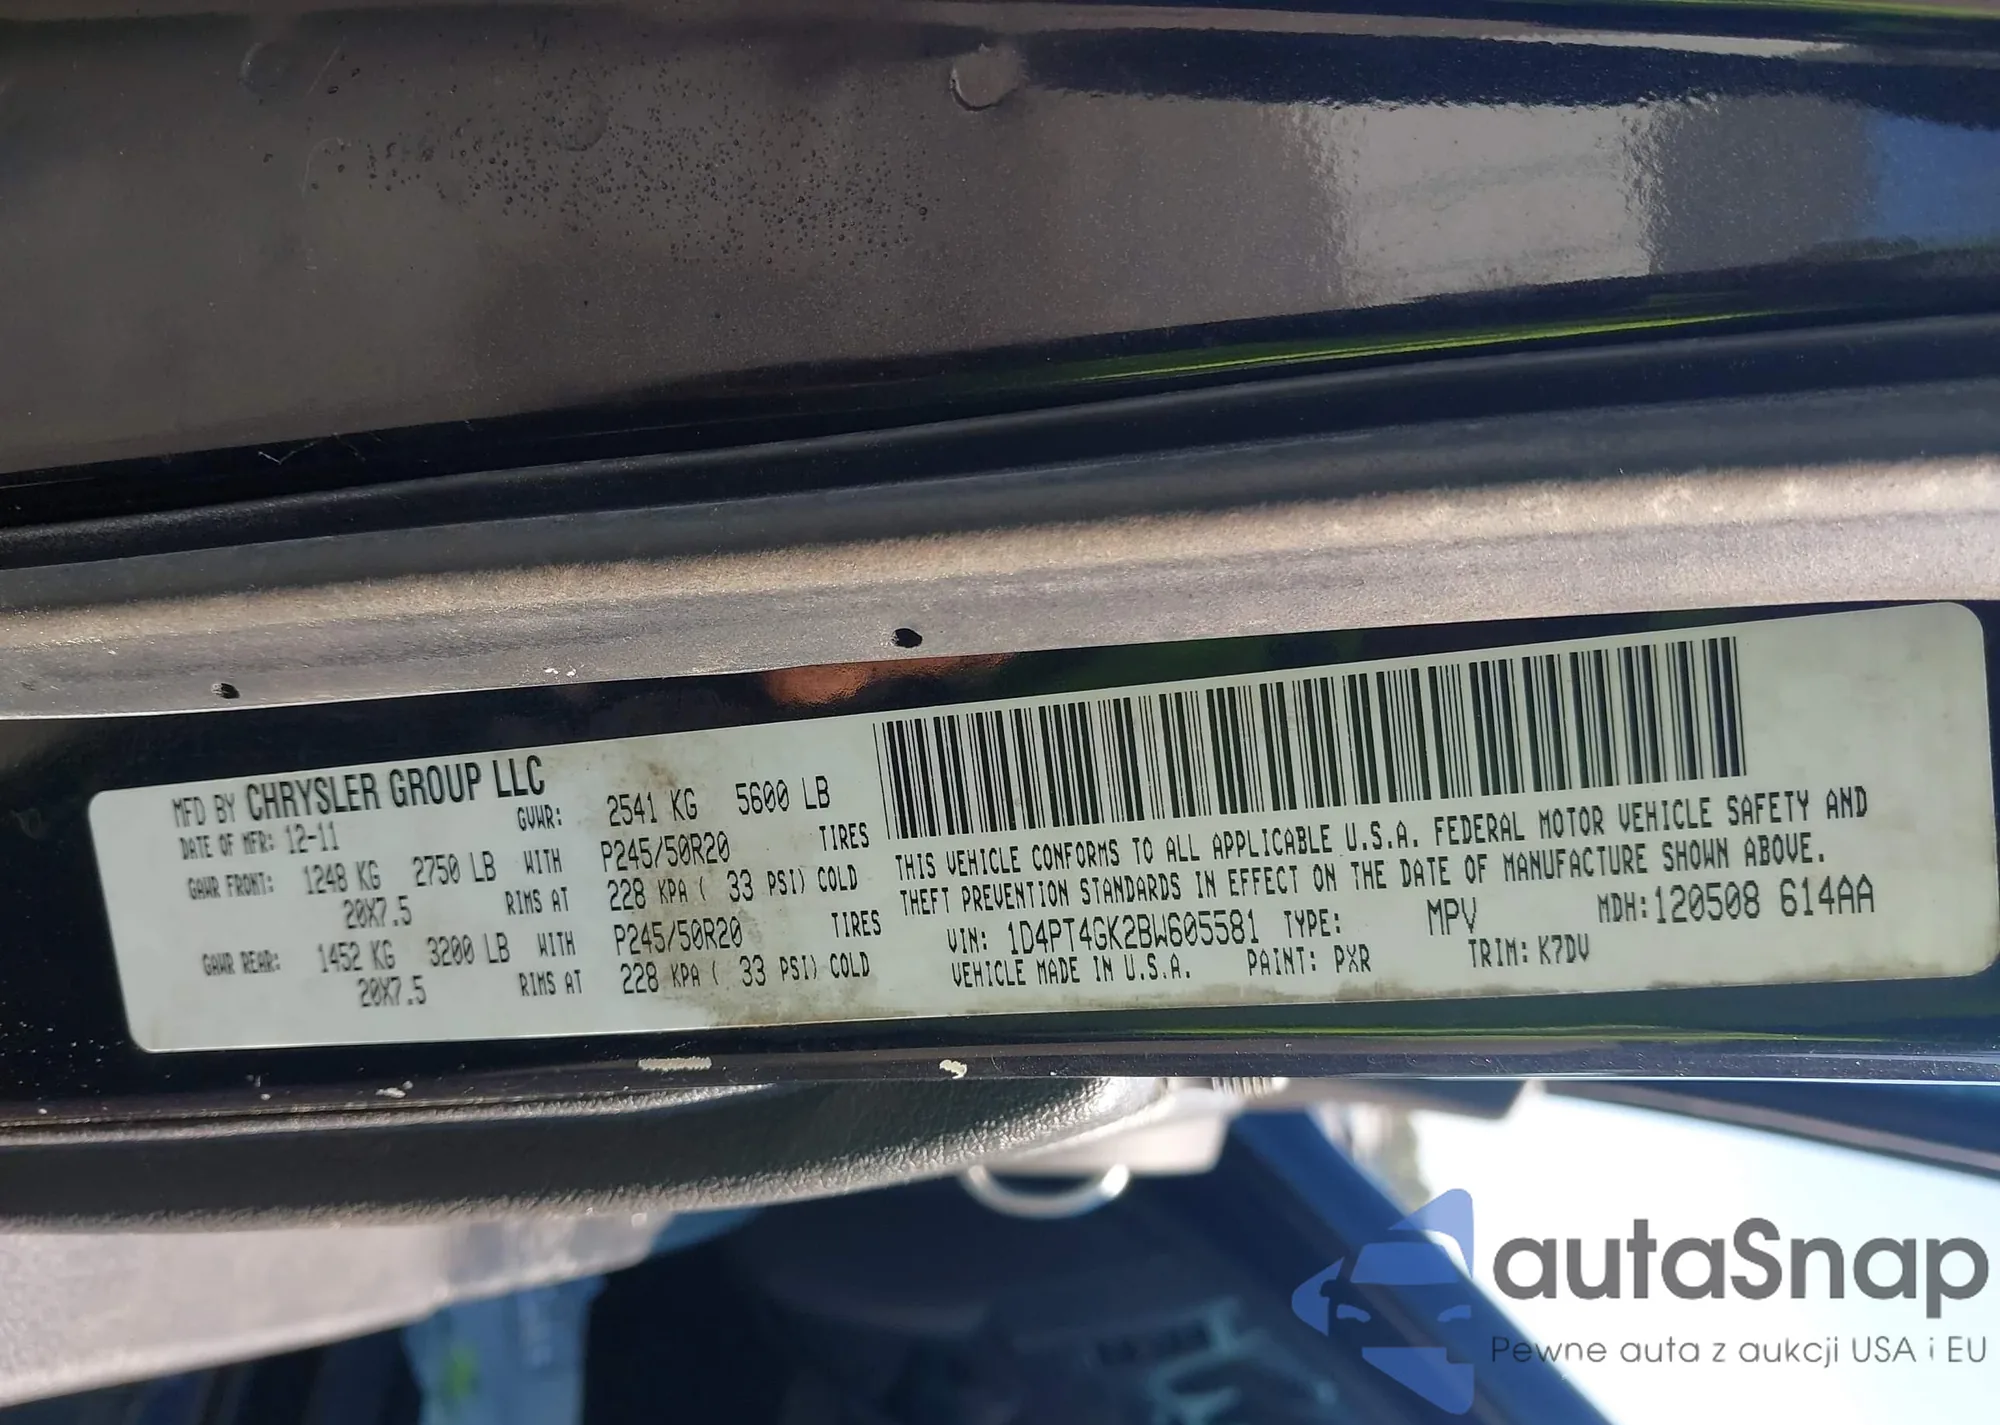 MFD BY CHRYSLER GROUP LLC
DATE OF MFR: 12-11 GVWR: 2541 KG 5600 LB
GAWR FRONT: 1248 KG 2750 LB WITH P245/50R20 TIRES
20X7.5 RIMS AT 228 KPA ( 33 PSI) COLD
GAWR REAR: 1452 KG 3200 LB WITH P245/50R20 TIRES
20X7.5 RIMS AT 228 KPA ( 33 PSI) COLD
THIS VEHICLE CONFORMS TO ALL APPLICABLE U.S.A. FEDERAL MOTOR VEHICLE SAFETY AND
THEFT PREVENTION STANDARDS IN EFFECT ON THE DATE OF MANUFACTURE SHOWN ABOVE.
VIN: 1D4PT4GK2BW605581 TYPE: MPV MDH:120508 614AA
VEHICLE MADE IN U.S.A. PAINT: PXR TRIM: K7DV
autaSnap
Pewne auta z aukcji USA i EU